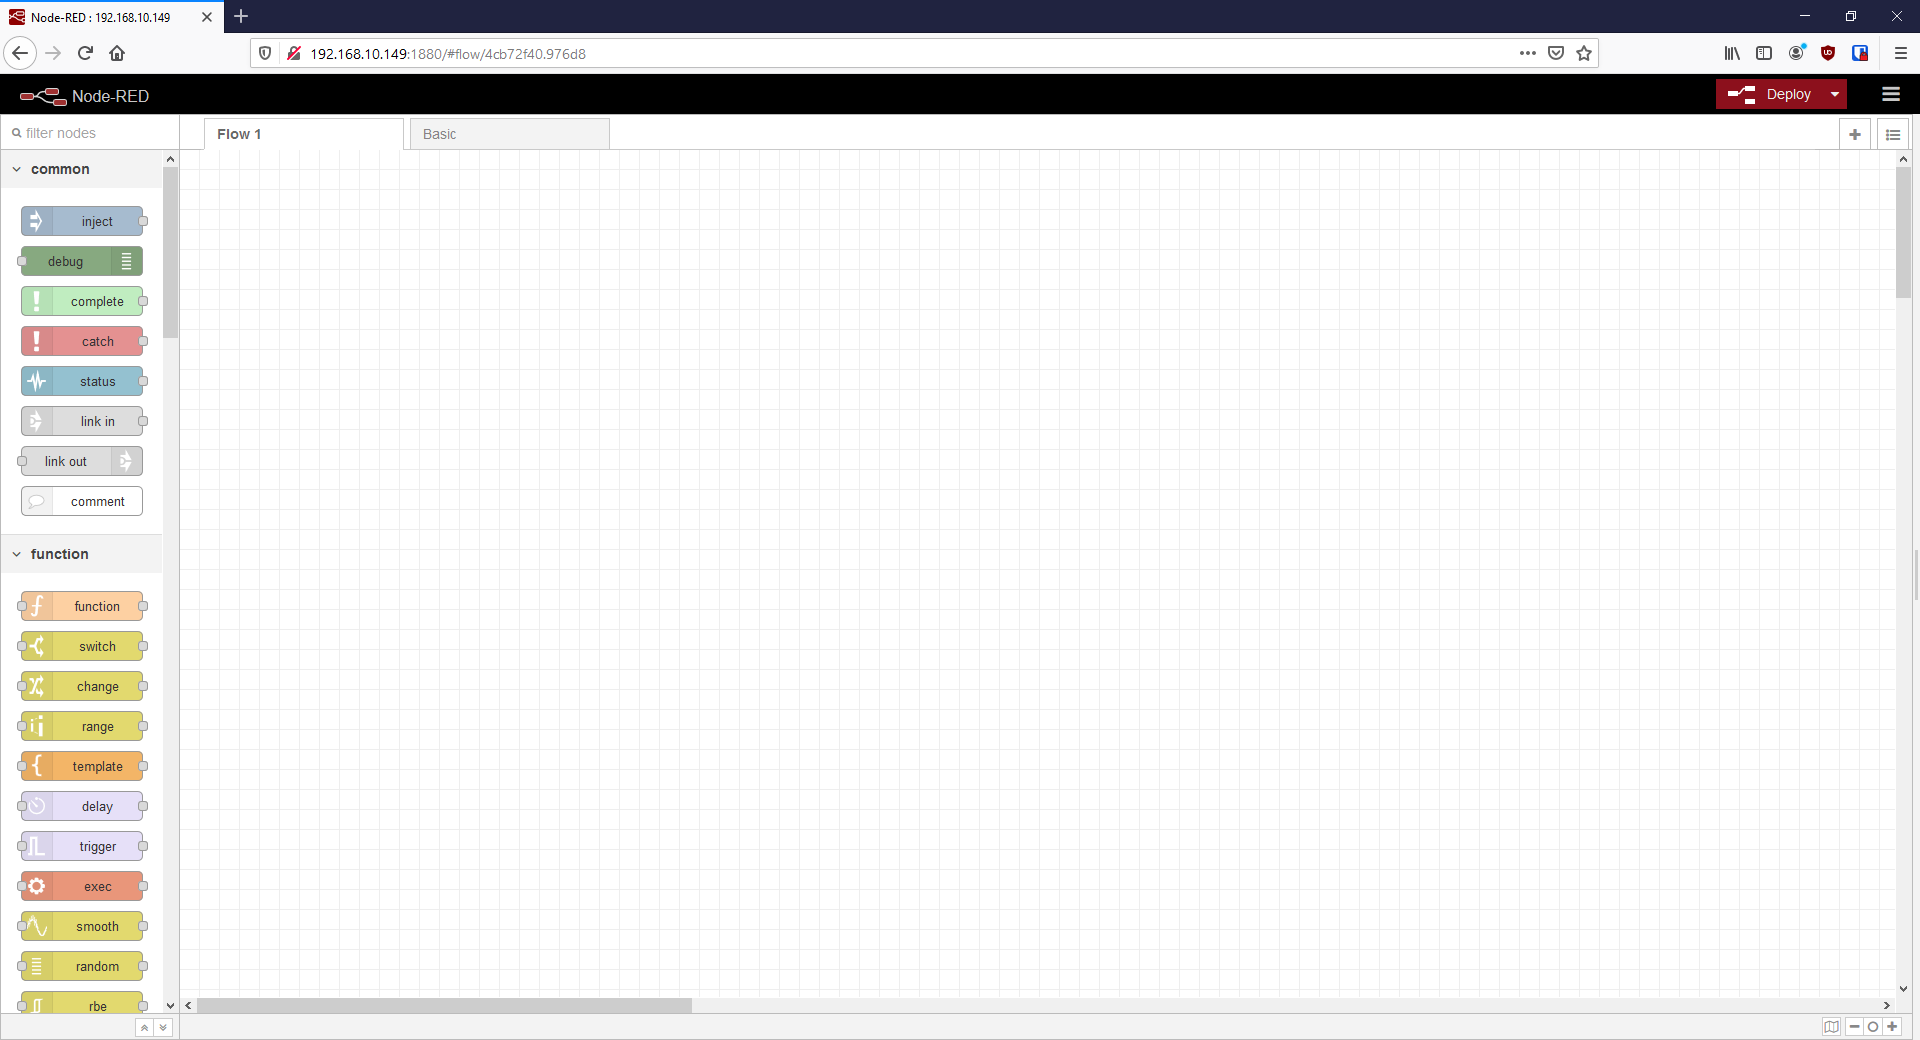 Node-RED : 192.168.10.149
192.168.10.149:1880/#flow/4cb72f40.976d8
Node-RED
Deploy
filter nodes
Flow 1
Basic
common
inject
debug
complete
catch
status
link in
link out
comment
function
function
switch
change
range
template
delay
trigger
exec
smooth
random
rbe